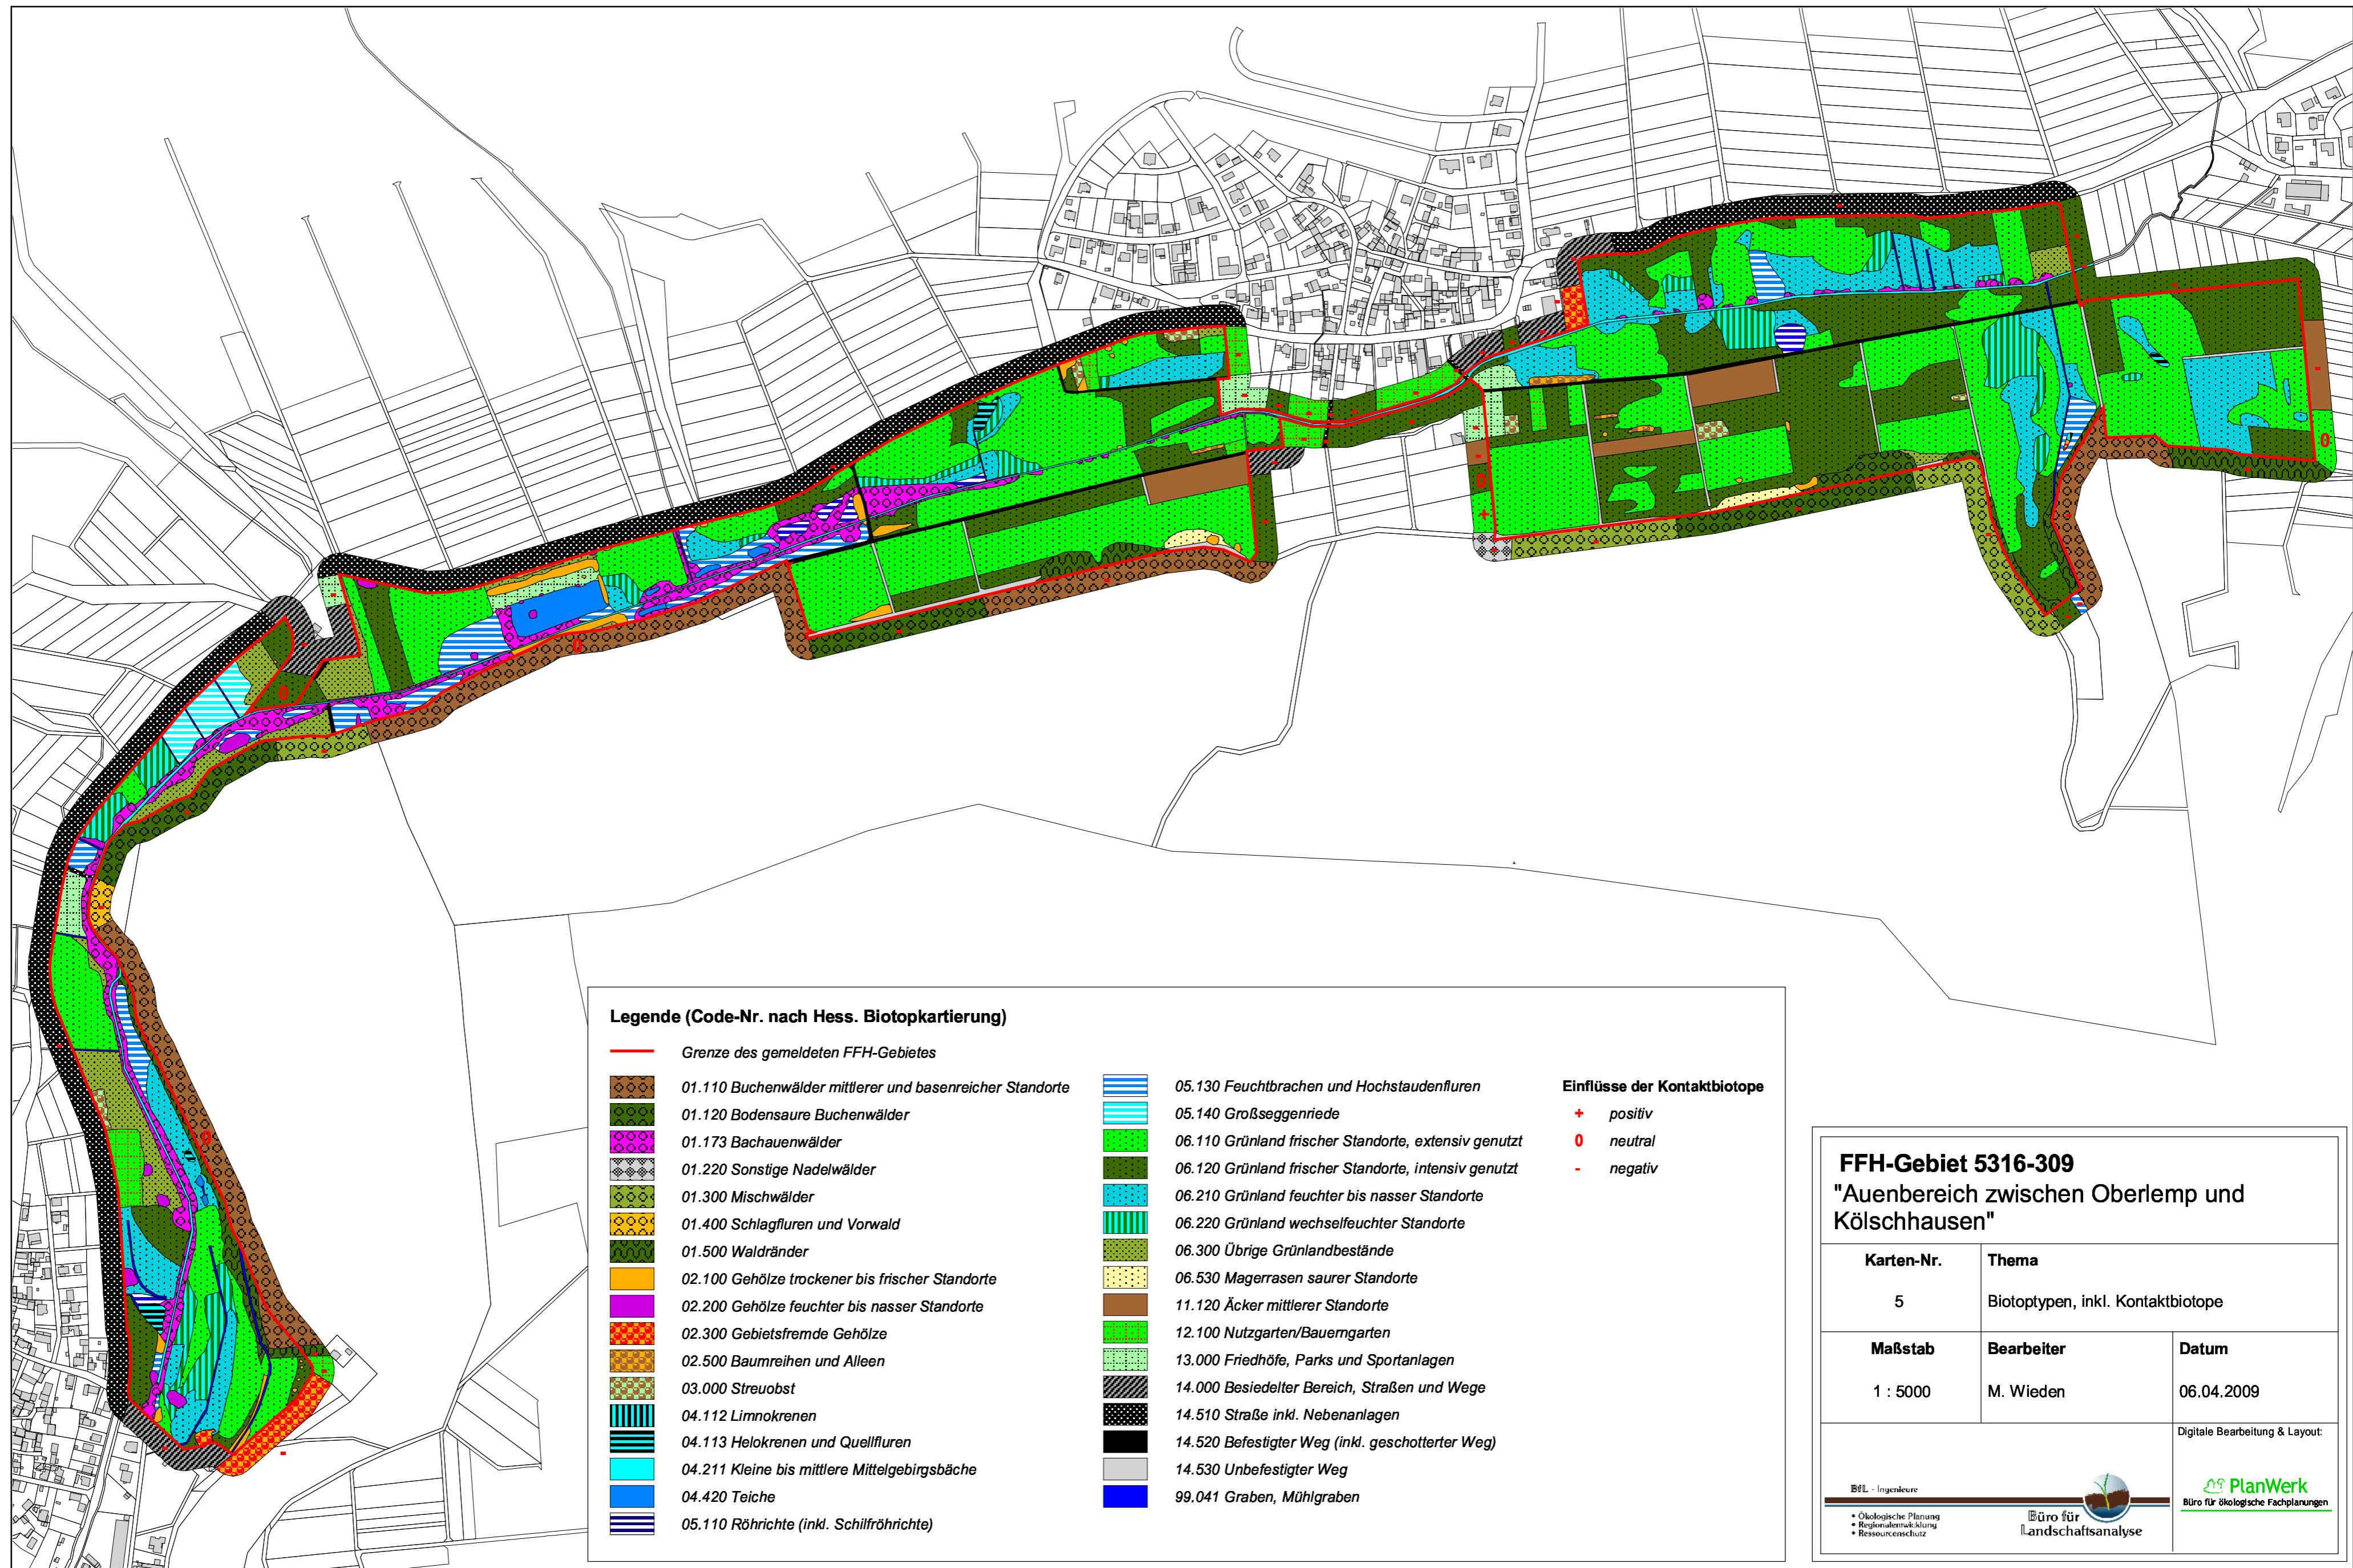 Legende (Code-Nr. nach Hess. Biotopkartierung)
Grenze des gemeldeten FFH-Gebietes
01.110 Buchenwälder mittlerer und basenreicher Standorte
01.120 Bodensaure Buchenwälder
01.173 Bachauenwälder
01.220 Sonstige Nadelwälder
01.300 Mischwälder
01.400 Schlagfluren und Vorwald
01.500 Waldränder
02.100 Gehölze trockener bis frischer Standorte
02.200 Gehölze feuchter bis nasser Standorte
02.300 Gebietsfremde Gehölze
02.500 Baumreihen und Alleen
03.000 Streuobst
04.112 Limnokrenen
04.113 Helokrenen und Quellfluren
04.211 Kleine bis mittlere Mittelgebirgsbäche
04.420 Teiche
05.110 Röhrichte (inkl. Schilfröhrichte)
05.130 Feuchtbrachen und Hochstaudenfluren
05.140 Großseggenriede
06.110 Grünland frischer Standorte, extensiv genutzt
06.120 Grünland frischer Standorte, intensiv genutzt
06.210 Grünland feuchter bis nasser Standorte
06.220 Grünland wechselfeuchter Standorte
06.300 Übrige Grünlandbestände
06.530 Magerrasen saurer Standorte
11.120 Äcker mittlerer Standorte
12.100 Nutzgarten/Bauerngarten
13.000 Friedhöfe, Parks und Sportanlagen
14.000 Besiedelter Bereich, Straßen und Wege
14.510 Straße inkl. Nebenanlagen
14.520 Befestigter Weg (inkl. geschotterter Weg)
14.530 Unbefestigter Weg
99.041 Graben, Mühlgraben
Einflüsse der Kontaktbiotope
+ positiv
0 neutral
- negativ
FFH-Gebiet 5316-309
"Auenbereich zwischen Oberlemp und
Kölschhausen"
Karten-Nr.
5
Thema
Biotoptypen, inkl. Kontaktbiotope
Maßstab
1 : 5000
Bearbeiter
M. Wieden
Datum
06.04.2009
BfL - Ingenieure
• Ökologische Planung
• Regionalentwicklung
• Ressourcenschutz
Büro für
Landschaftsanalyse
Digitale Bearbeitung & Layout:
PlanWerk
Büro für ökologische Fachplanungen